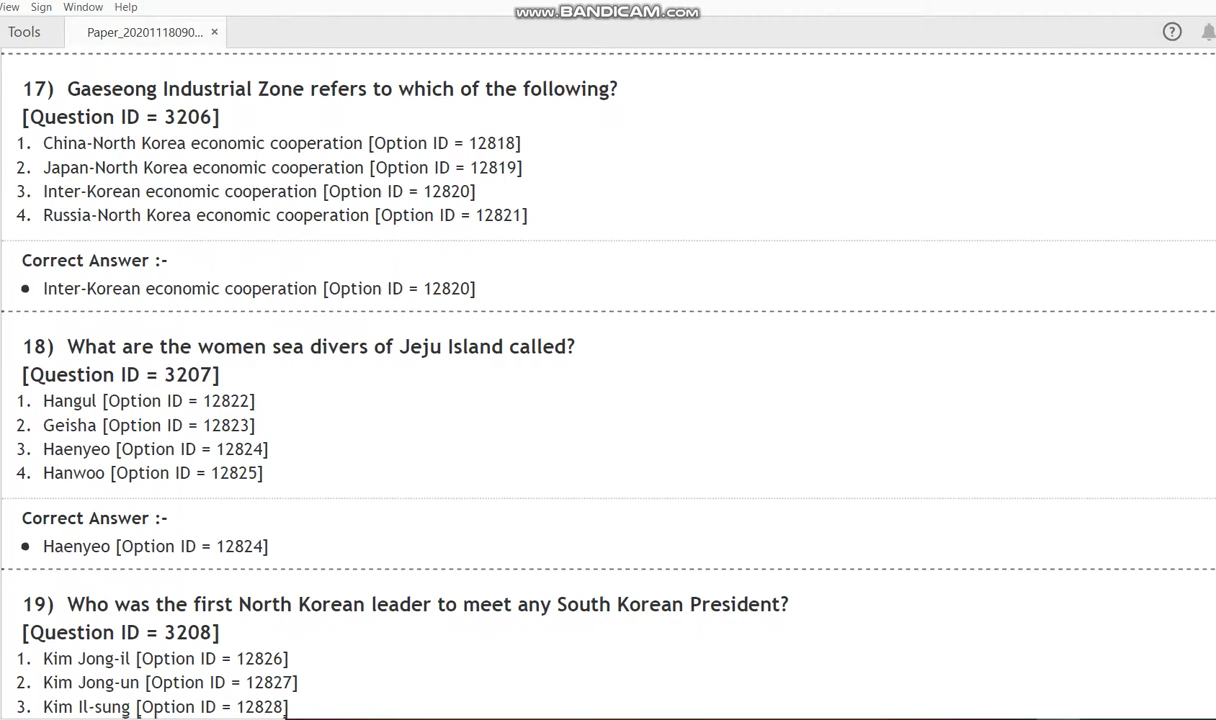 View Sign Window Help
www.BANDICAM.com
Tools Paper_20201118090... ×
17) Gaeseong Industrial Zone refers to which of the following?
[Question ID = 3206]
1. China-North Korea economic cooperation [Option ID = 12818]
2. Japan-North Korea economic cooperation [Option ID = 12819]
3. Inter-Korean economic cooperation [Option ID = 12820]
4. Russia-North Korea economic cooperation [Option ID = 12821]
Correct Answer :-
• Inter-Korean economic cooperation [Option ID = 12820]
18) What are the women sea divers of Jeju Island called?
[Question ID = 3207]
1. Hangul [Option ID = 12822]
2. Geisha [Option ID = 12823]
3. Haenyeo [Option ID = 12824]
4. Hanwoo [Option ID = 12825]
Correct Answer :-
• Haenyeo [Option ID = 12824]
19) Who was the first North Korean leader to meet any South Korean President?
[Question ID = 3208]
1. Kim Jong-il [Option ID = 12826]
2. Kim Jong-un [Option ID = 12827]
3. Kim Il-sung [Option ID = 12828]